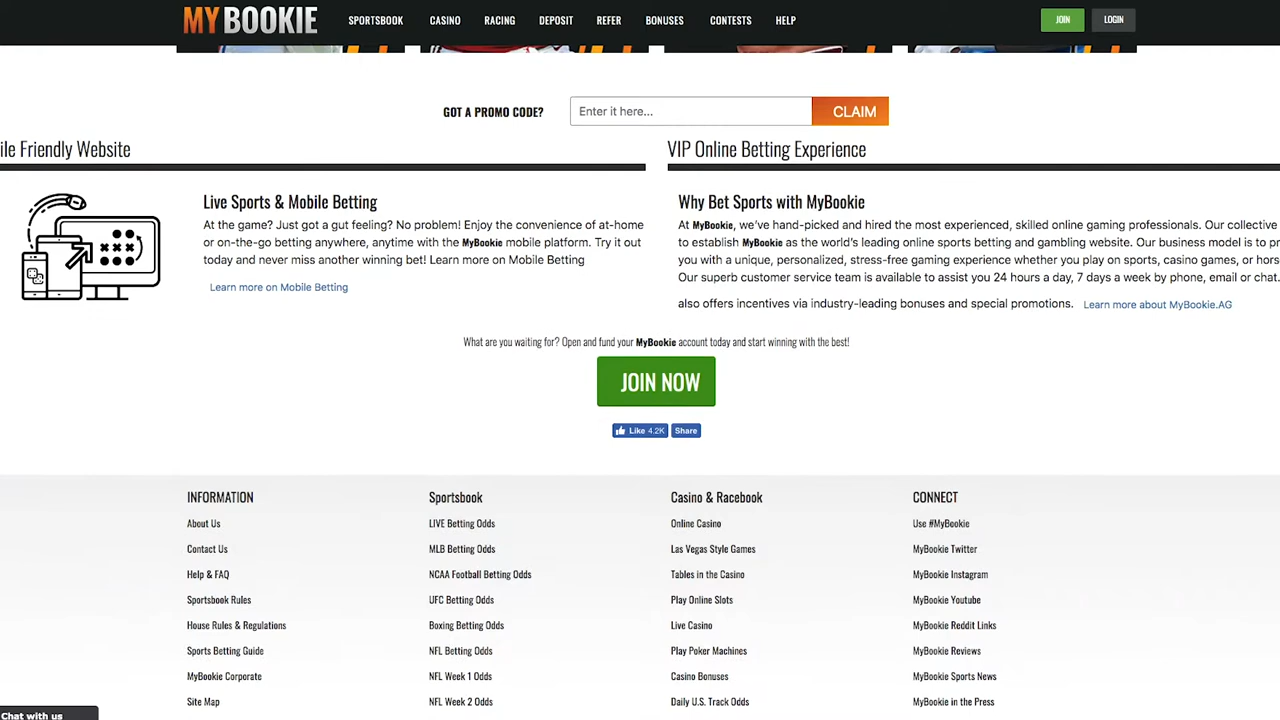 MYBOOKIE
SPORTSBOOK CASINO RACING DEPOSIT REFER BONUSES CONTESTS HELP JOIN LOGIN
GOT A PROMO CODE? Enter it here... CLAIM
ile Friendly Website
Live Sports & Mobile Betting
At the game? Just got a gut feeling? No problem! Enjoy the convenience of at-home
or on-the-go betting anywhere, anytime with the MyBookie mobile platform. Try it out
today and never miss another winning bet! Learn more on Mobile Betting
Learn more on Mobile Betting
VIP Online Betting Experience
Why Bet Sports with MyBookie
At MyBookie, we've hand-picked and hired the most experienced, skilled online gaming professionals. Our collective
to establish MyBookie as the world's leading online sports betting and gambling website. Our business model is to pr
you with a unique, personalized, stress-free gaming experience whether you play on sports, casino games, or hors
Our superb customer service team is available to assist you 24 hours a day, 7 days a week by phone, email or chat.
also offers incentives via industry-leading bonuses and special promotions. Learn more about MyBookie.AG
What are you waiting for? Open and fund your MyBookie account today and start winning with the best!
JOIN NOW
Like 4.2K Share
INFORMATION
About Us
Contact Us
Help & FAQ
Sportsbook Rules
House Rules & Regulations
Sports Betting Guide
MyBookie Corporate
Site Map
Sportsbook
LIVE Betting Odds
MLB Betting Odds
NCAA Football Betting Odds
UFC Betting Odds
Boxing Betting Odds
NFL Betting Odds
NFL Week 1 Odds
NFL Week 2 Odds
Casino & Racebook
Online Casino
Las Vegas Style Games
Tables in the Casino
Play Online Slots
Live Casino
Play Poker Machines
Casino Bonuses
Daily U.S. Track Odds
CONNECT
Use #MyBookie
MyBookie Twitter
MyBookie Instagram
MyBookie Youtube
MyBookie Reddit Links
MyBookie Reviews
MyBookie Sports News
MyBookie in the Press
Chat with us